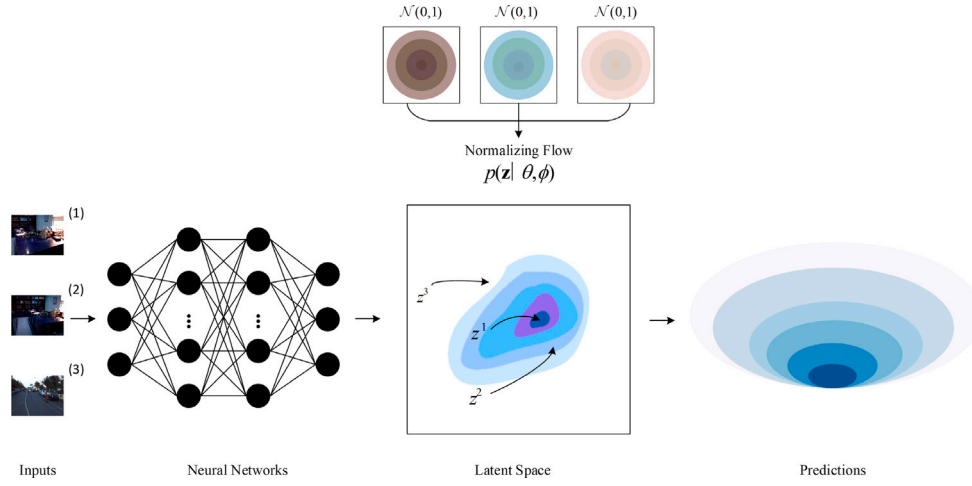 𝒩(0,1) 𝒩(0,1) 𝒩(0,1)
Normalizing Flow
p(z| θ,ϕ)
(1)
(2)
(3)
z³
z¹
z²
Inputs Neural Networks Latent Space Predictions